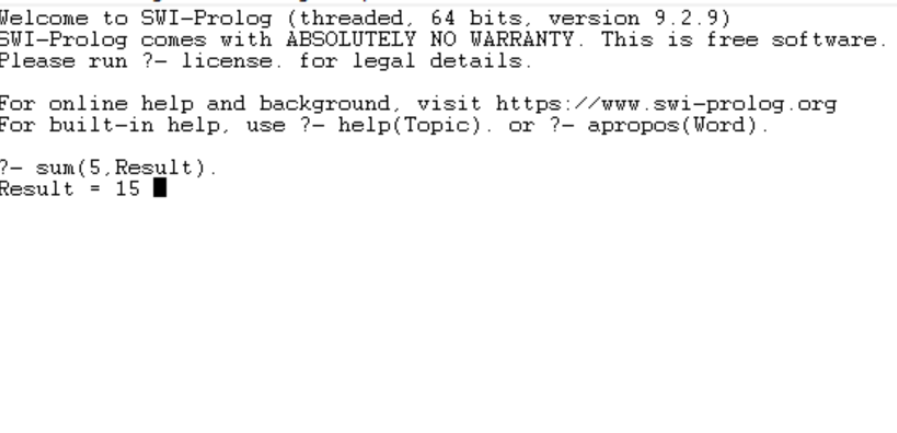 Welcome to SWI-Prolog (threaded, 64 bits, version 9.2.9)
SWI-Prolog comes with ABSOLUTELY NO WARRANTY. This is free software.
Please run ?- license. for legal details.
For online help and background, visit https://www.swi-prolog.org
For built-in help, use ?- help(Topic). or ?- apropos(Word).
?- sum(5,Result).
Result = 15